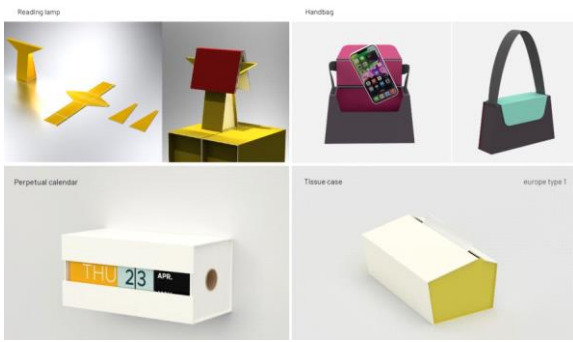 Reading lamp
Handbag
Perpetual calendar
THU 23 APR.
Tissue case
europe type 1